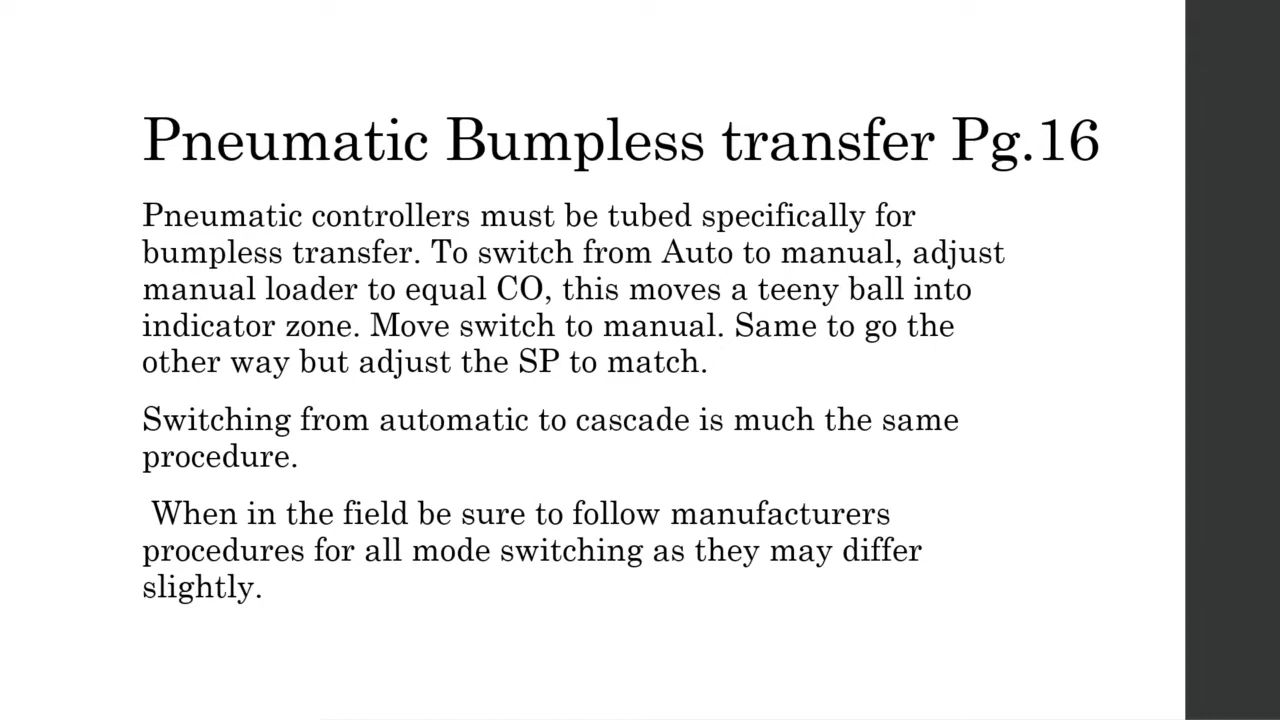 Pneumatic Bumpless transfer Pg.16
Pneumatic controllers must be tubed specifically for
bumpless transfer. To switch from Auto to manual, adjust
manual loader to equal CO, this moves a teeny ball into
indicator zone. Move switch to manual. Same to go the
other way but adjust the SP to match.
Switching from automatic to cascade is much the same
procedure.
When in the field be sure to follow manufacturers
procedures for all mode switching as they may differ
slightly.